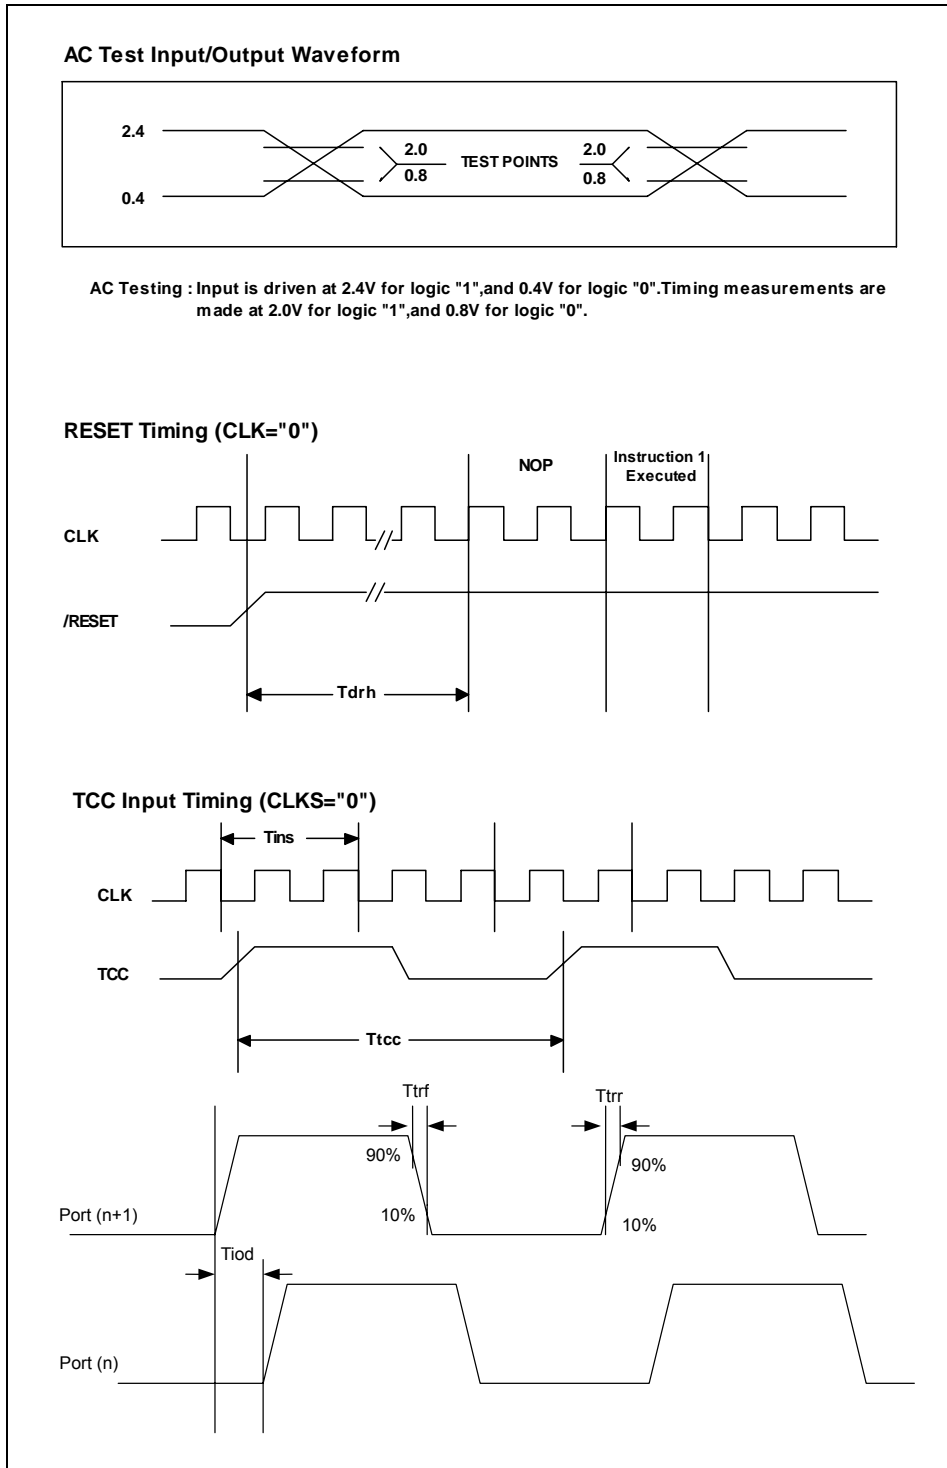 AC Test Input/Output Waveform
2.4
2.0
TEST POINTS
2.0
0.8
0.8
0.4
AC Testing : Input is driven at 2.4V for logic "1",and 0.4V for logic "0".Timing measurements are
made at 2.0V for logic "1",and 0.8V for logic "0".
RESET Timing (CLK="0")
NOP
Instruction 1
Executed
CLK
/RESET
Tdrh
TCC Input Timing (CLKS="0")
Tins
CLK
TCC
Ttcc
Ttrf
Ttrr
90%
90%
Port (n+1)
10%
10%
Tiod
Port (n)